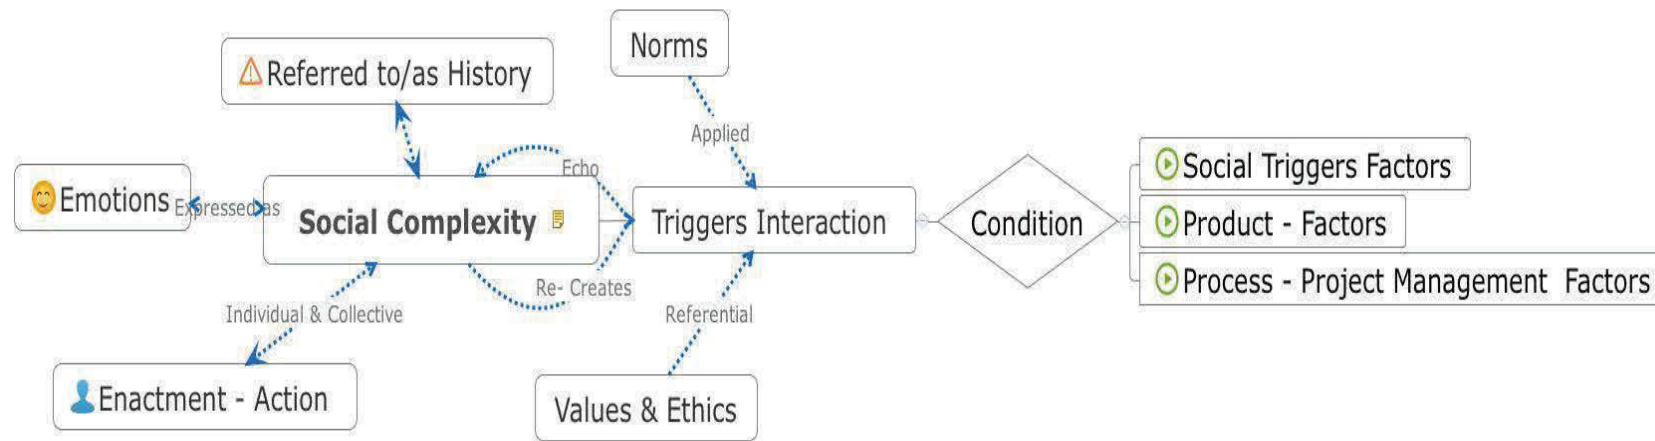 Norms
Referred to/as History
Applied
Echo
Social Triggers Factors
Emotions
Expressed as
Social Complexity
Triggers Interaction
Condition
Product - Factors
Re- Creates
Process - Project Management  Factors
Individual & Collective
Referential
Enactment - Action
Values & Ethics